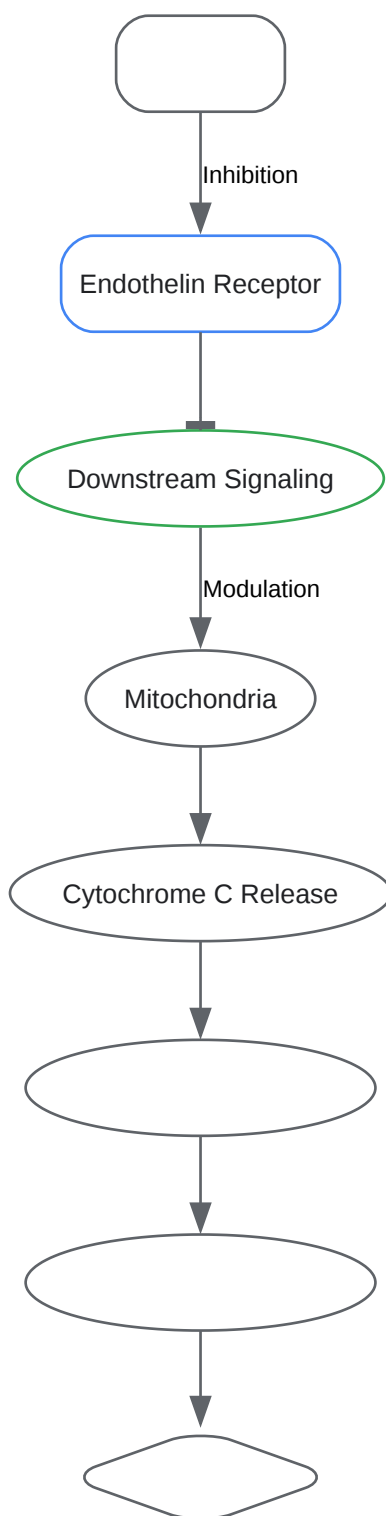 Inhibition
Endothelin Receptor
Downstream Signaling
Modulation
Mitochondria
Cytochrome C Release